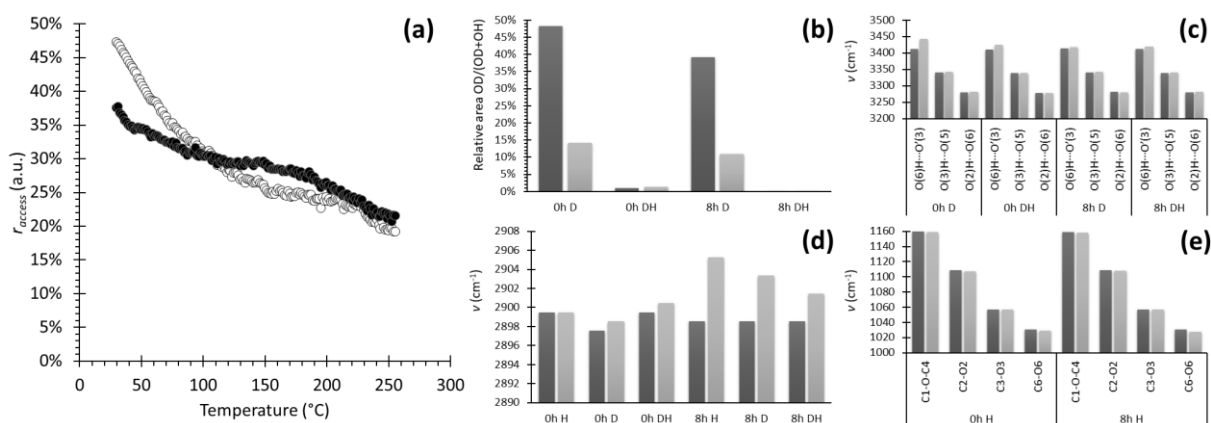 (a)
50%
45%
40%
35%
30%
25%
20%
15%
10%
5%
0%
r_access (a.u.)
0 50 100 150 200 250 300
Temperature (°C)
(b)
50%
45%
40%
35%
30%
25%
20%
15%
10%
5%
0%
Relative area OD/(OD+OH)
0h D 0h DH 8h D 8h DH
(c)
3500
3400
3300
3200
ν (cm⁻¹)
O(6)H···O'(3)
O(3)H···O(5)
O(2)H···O(6)
O(6)H···O'(3)
O(3)H···O(5)
O(2)H···O(6)
O(6)H···O'(3)
O(3)H···O(5)
O(2)H···O(6)
O(6)H···O'(3)
O(3)H···O(5)
O(2)H···O(6)
0h D 0h DH 8h D 8h DH
(d)
2908
2906
2904
2902
2900
2898
2896
2894
2892
2890
ν (cm⁻¹)
0h H 0h D 0h DH 8h H 8h D 8h DH
(e)
1160
1140
1120
1100
1080
1060
1040
1020
1000
ν (cm⁻¹)
C1-O-C4
C2-O2
C3-O3
C6-O6
C1-O-C4
C2-O2
C3-O3
C6-O6
0h H 8h H